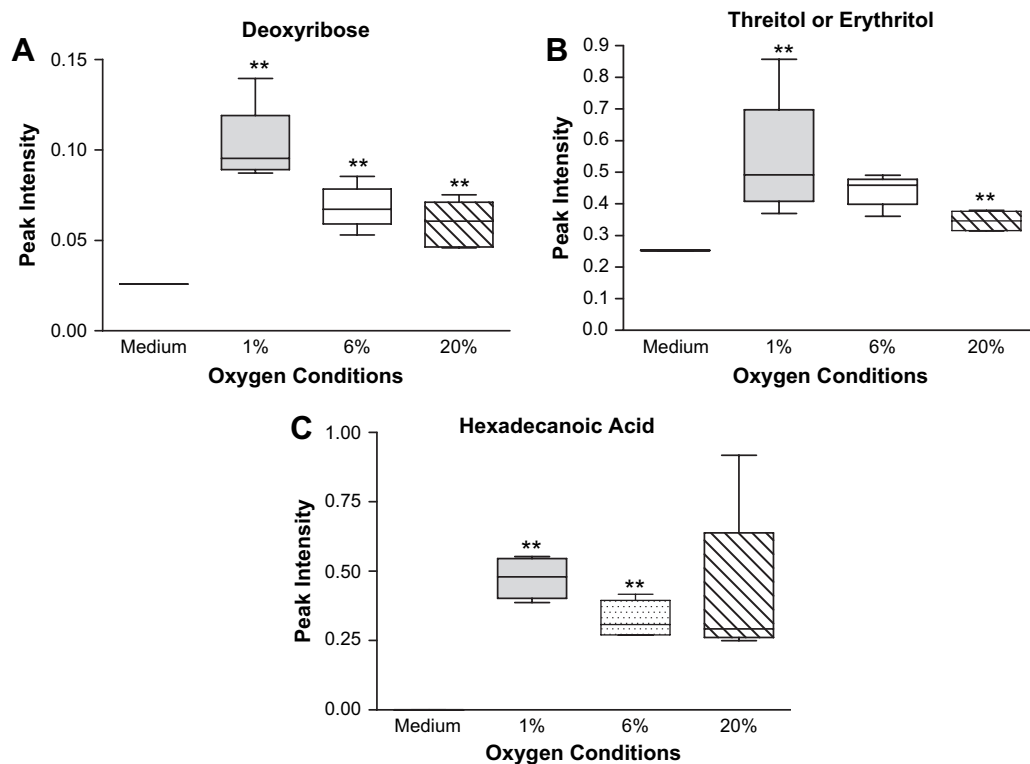 A
Deoxyribose
0.15
0.10
0.05
0.00
Peak Intensity
**
**
**
Medium 1% 6% 20%
Oxygen Conditions
B
Threitol or Erythritol
0.9
0.8
0.7
0.6
0.5
0.4
0.3
0.2
0.1
0.0
Peak Intensity
**
**
Medium 1% 6% 20%
Oxygen Conditions
C
Hexadecanoic Acid
1.00
0.75
0.50
0.25
0.00
Peak Intensity
**
**
Medium 1% 6% 20%
Oxygen Conditions